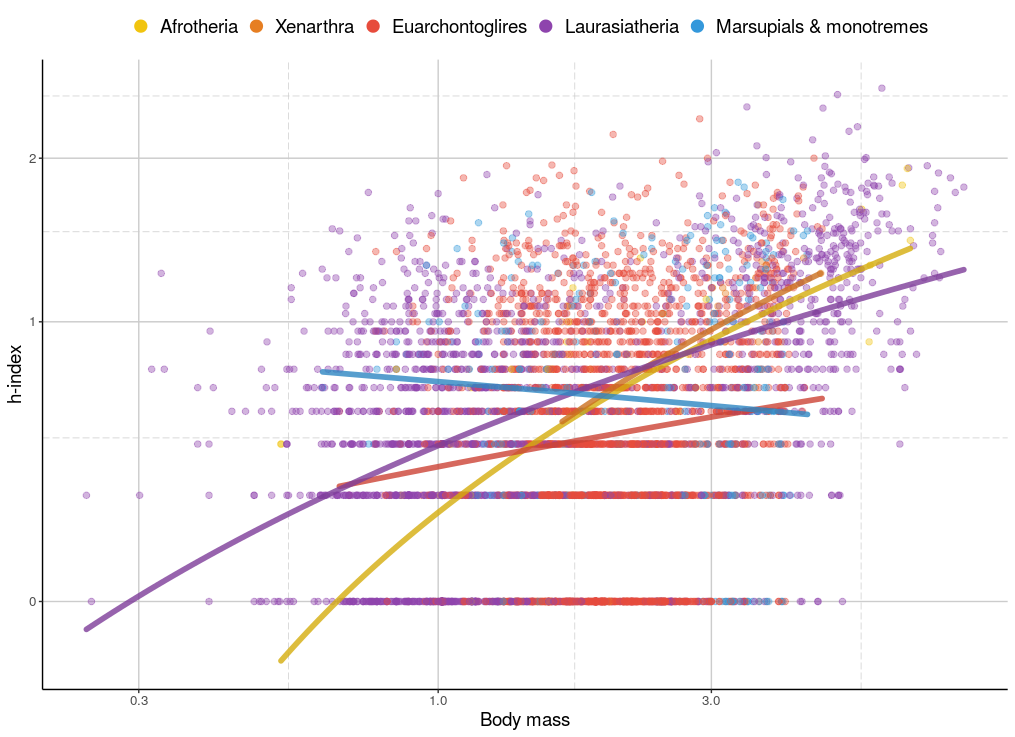 Afrotheria Xenarthra Euarchontoglires Laurasiatheria Marsupials & monotremes
2
1
0
h-index
0.3 1.0 3.0
Body mass